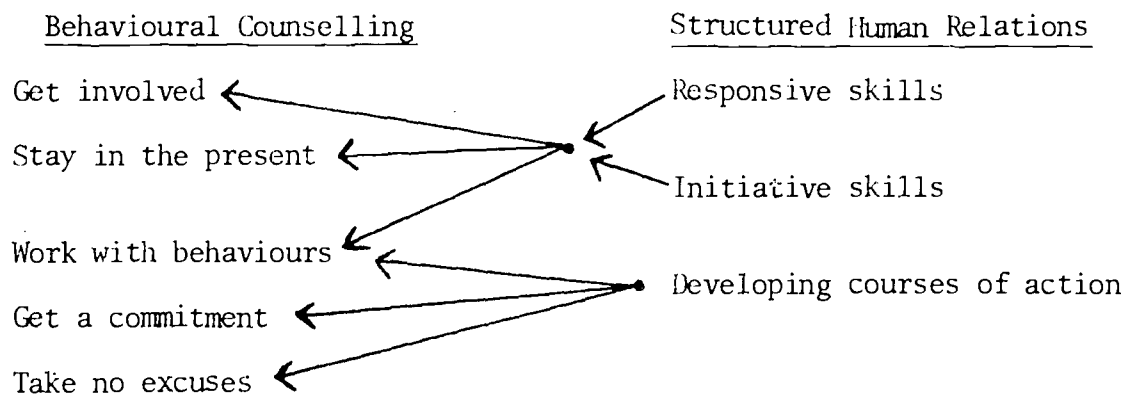 Behavioural Counselling
Structured Human Relations
Get involved
Responsive skills
Stay in the present
Initiative skills
Work with behaviours
Developing courses of action
Get a commitment
Take no excuses